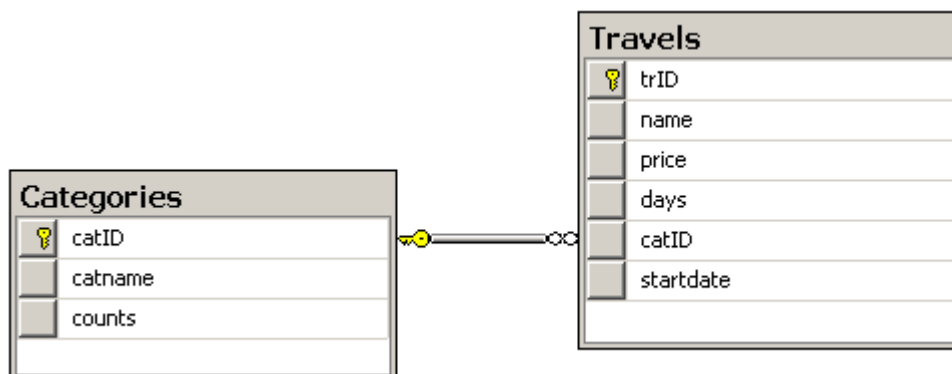 Travels
trID
name
price
days
catID
startdate
Categories
catID
catname
counts